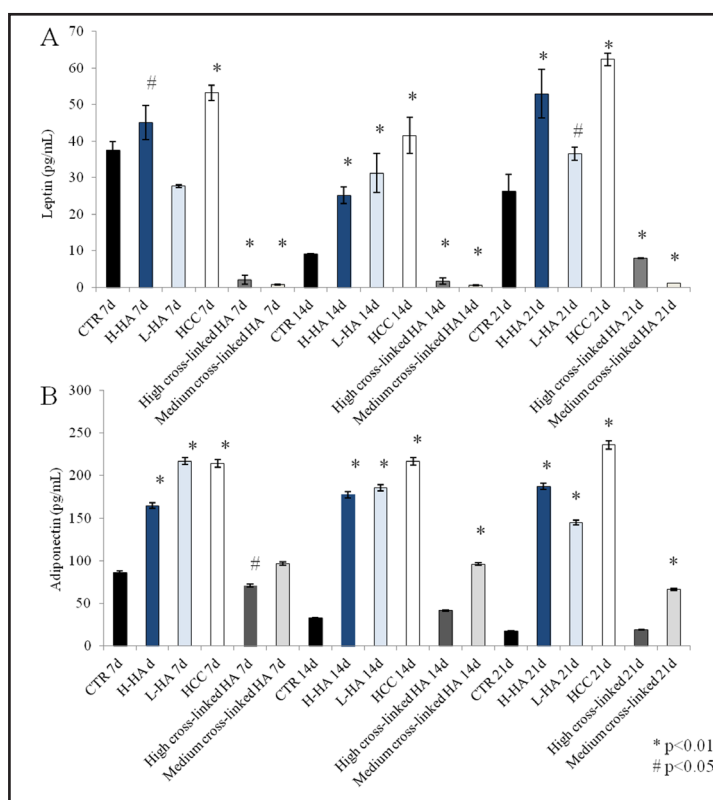 A
Leptin (pg/mL)
70
60
50
40
30
20
10
0
# * * * * * * * * * * # * * *
CTR 7d
H-HA 7d
L-HA 7d
HCC 7d
High cross-linked HA 7d
Medium cross-linked HA 7d
CTR 14d
H-HA 14d
L-HA 14d
HCC 14d
High cross-linked HA 14d
Medium cross-linked HA 14d
CTR 21d
H-HA 21d
L-HA 21d
HCC 21d
High cross-linked HA 21d
Medium cross-linked HA 21d
B
Adiponectin (pg/mL)
300
250
200
150
100
50
0
* * * # * * * * * * * *
CTR 7d
H-HA d
L-HA 7d
HCC 7d
High cross-linked HA 7d
Medium cross-linked HA 7d
CTR 14d
H-HA 14d
L-HA 14d
HCC 14d
High cross-linked HA 14d
Medium cross-linked HA 14d
CTR 21d
H-HA 21d
L-HA 21d
HCC 21d
High cross-linked 21d
Medium cross-linked 21d
* p<0.01
# p<0.05